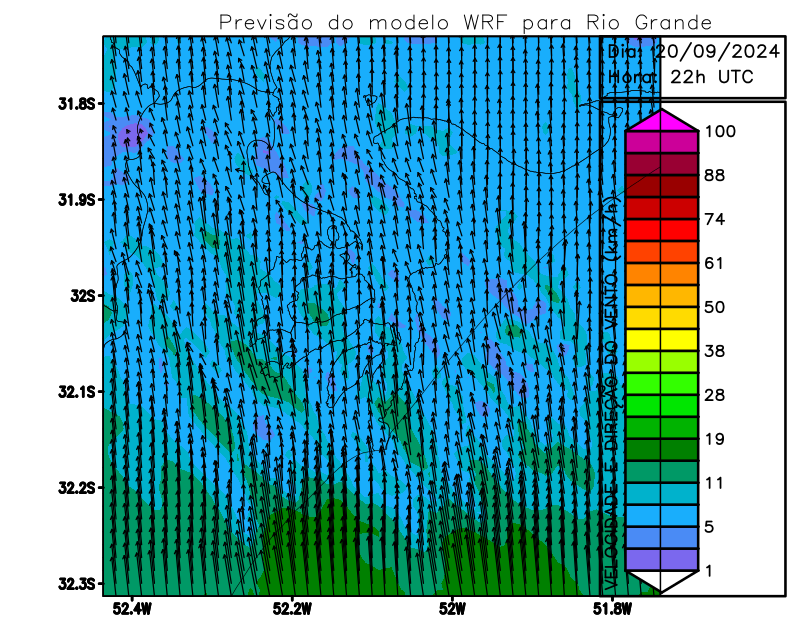 Previsão do modelo WRF para Rio Grande
Dia: 20/09/2024
Hora: 22h UTC
VELOCIDADE E DIREÇÃO DO VENTO (km/h)
100
88
74
61
50
38
28
19
11
5
1
31.8S
31.9S
32S
32.1S
32.2S
32.3S
52.4W 52.2W 52W 51.8W